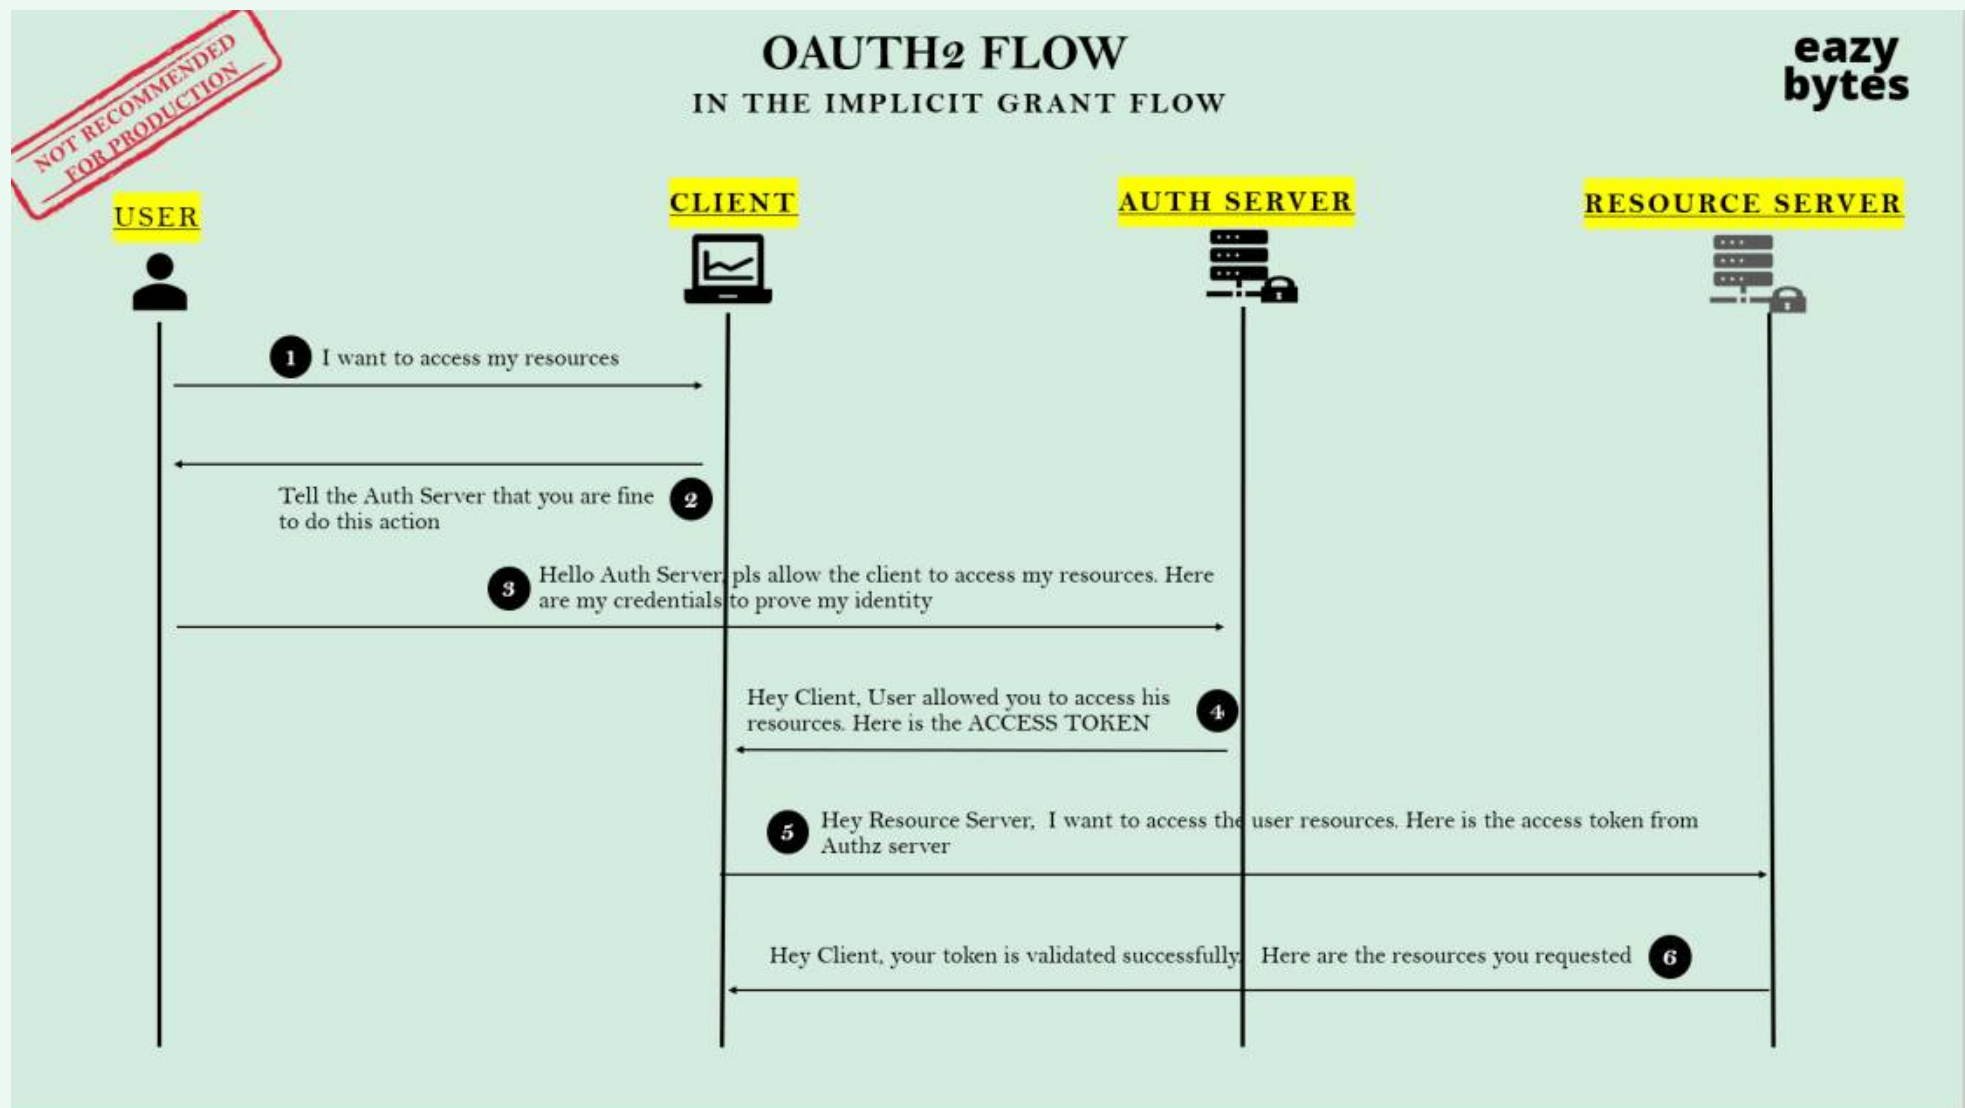 NOT RECOMMENDED
FOR PRODUCTION
OAUTH2 FLOW
IN THE IMPLICIT GRANT FLOW
eazy
bytes
USER
CLIENT
AUTH SERVER
RESOURCE SERVER
1 I want to access my resources
Tell the Auth Server that you are fine 2
to do this action
3 Hello Auth Server, pls allow the client to access my resources. Here
are my credentials to prove my identity
Hey Client, User allowed you to access his 4
resources. Here is the ACCESS TOKEN
5 Hey Resource Server, I want to access the user resources. Here is the access token from
Authz server
Hey Client, your token is validated successfully. Here are the resources you requested 6